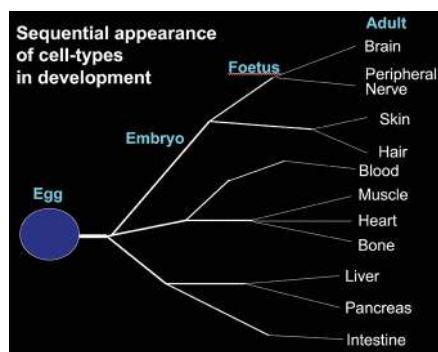 Sequential appearance
of cell-types
in development
Adult
Foetus
Embryo
Egg
Brain
Peripheral
Nerve
Skin
Hair
Blood
Muscle
Heart
Bone
Liver
Pancreas
Intestine